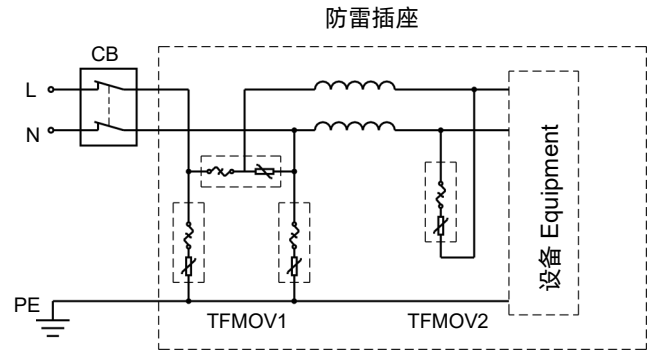 防雷插座
CB
L
N
设备 Equipment
PE
TFMOV1
TFMOV2